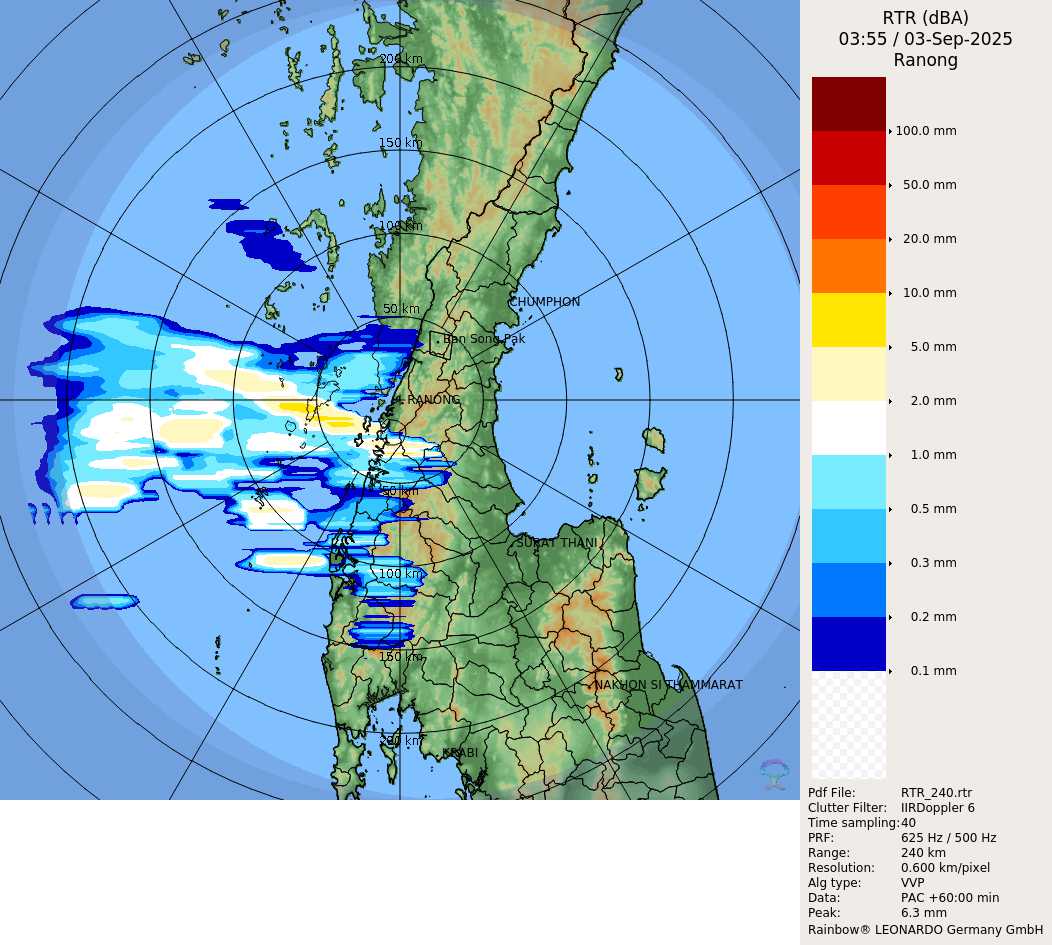 RTR (dBA)
03:55 / 03-Sep-2025
Ranong
200 km
150 km
100 km
50 km
CHUMPHON
Ban Song Pak
RANONG
50 km
SURAT THANI
100 km
150 km
NAKHON SI THAMMARAT
200 km
KRABI
100.0 mm
50.0 mm
20.0 mm
10.0 mm
5.0 mm
2.0 mm
1.0 mm
0.5 mm
0.3 mm
0.2 mm
0.1 mm
Pdf File: RTR_240.rtr
Clutter Filter: IIRDoppler 6
Time sampling:40
PRF: 625 Hz / 500 Hz
Range: 240 km
Resolution: 0.600 km/pixel
Alg type: VVP
Data: PAC +60:00 min
Peak: 6.3 mm
Rainbow® LEONARDO Germany GmbH